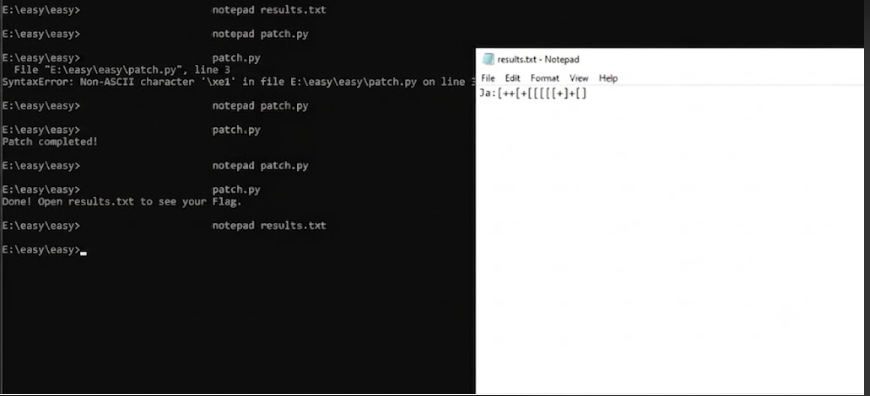 E:\easy\easy> notepad results.txt
E:\easy\easy> notepad patch.py
E:\easy\easy> patch.py
File "E:\easy\easy\patch.py", line 3
SyntaxError: Non-ASCII character '\xe1' in file E:\easy\easy\patch.py on line 3
E:\easy\easy> notepad patch.py
E:\easy\easy> patch.py
Patch completed!
E:\easy\easy> notepad patch.py
E:\easy\easy> patch.py
Done! Open results.txt to see your Flag.
E:\easy\easy> notepad results.txt
E:\easy\easy>
results.txt - Notepad
File Edit Format View Help
Ja:[++[+[[[[[+]+[]